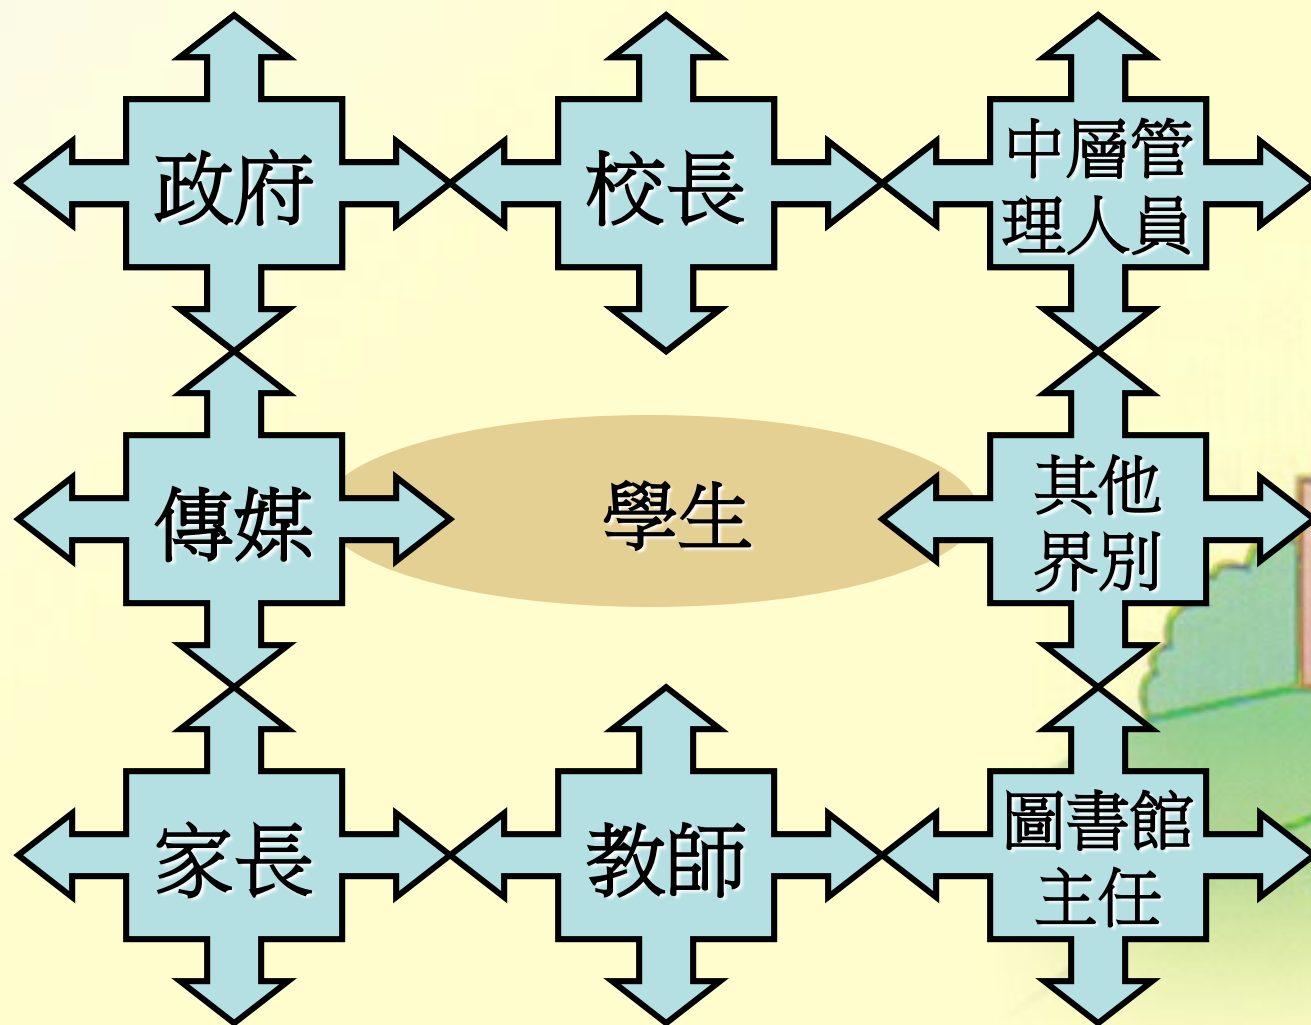 政府
校長
中層管
理人員
傳媒
學生
其他
界別
家長
教師
圖書館
主任